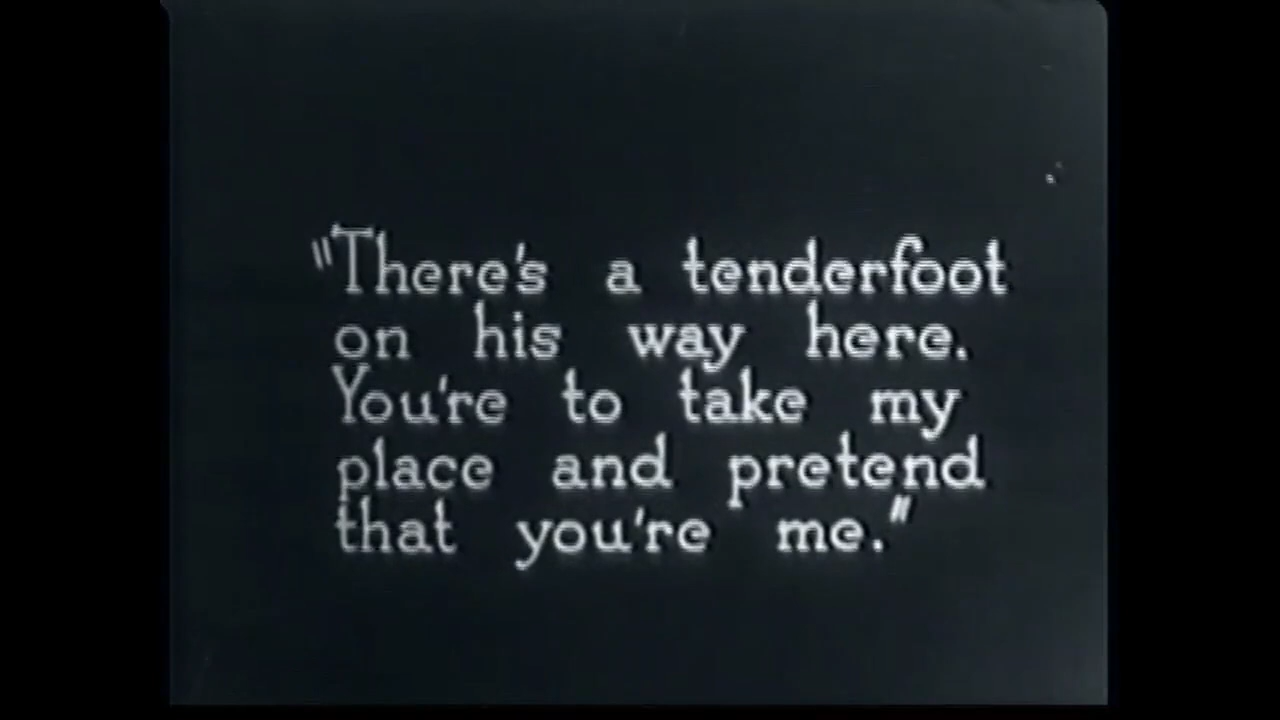 "There's a tenderfoot
on his way here.
You're to take my
place and pretend
that you're me."